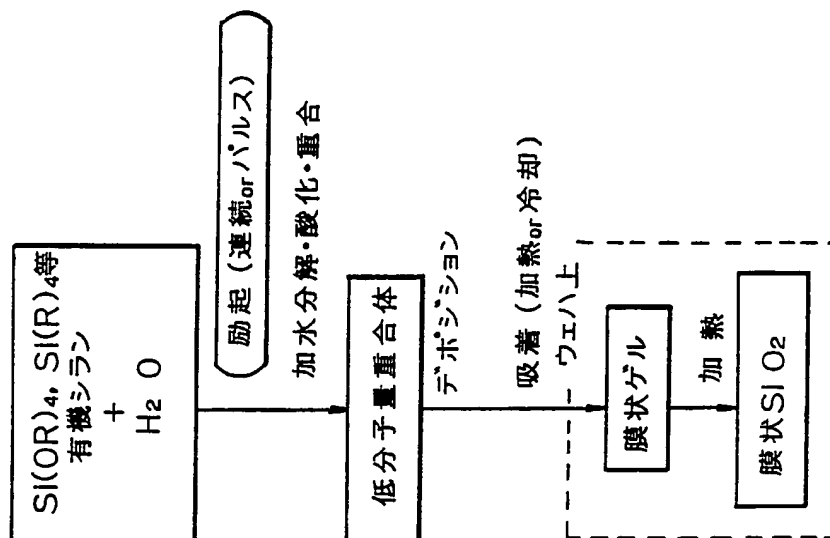 Si(OR)4, Si(R)4等
有機シラン
+
H2O
励起 (連続orパルス)
加水分解・酸化・重合
低分子量重合体
デポジション
吸着 (加熱or冷却)
ウェハ上
膜状ゲル
加熱
膜状SiO2